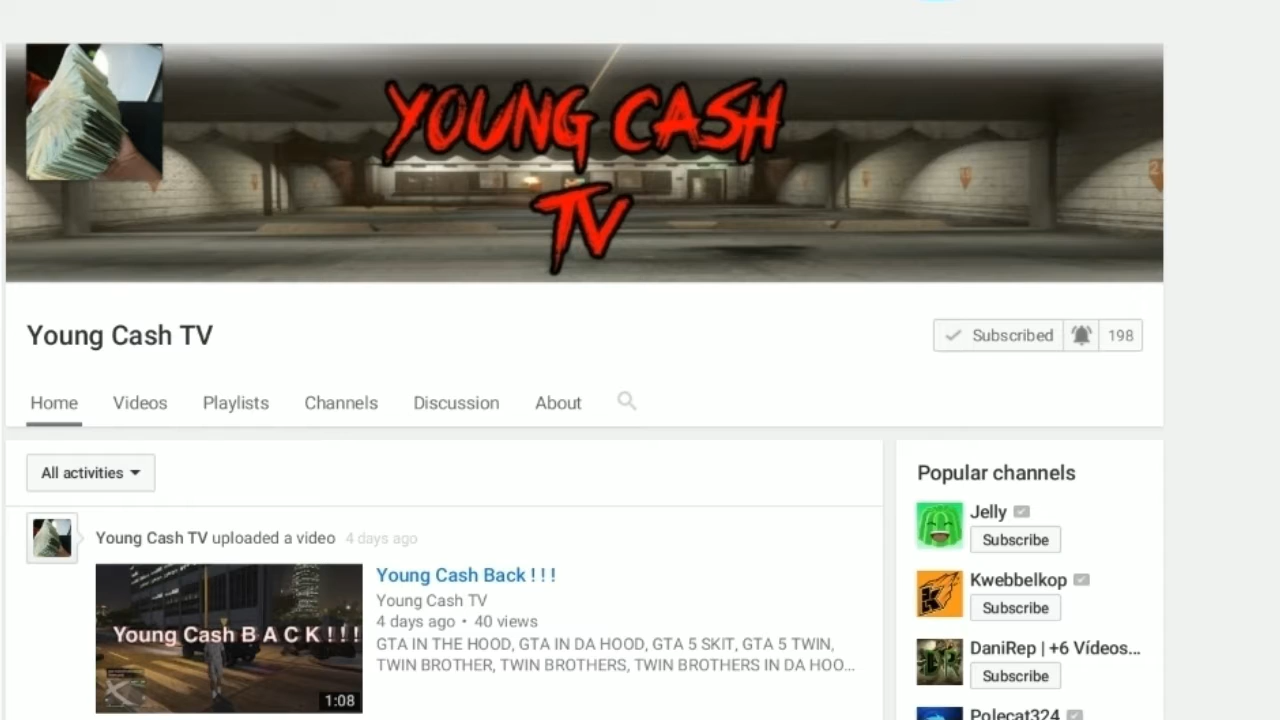 YOUNG CASH
TV
Young Cash TV
Subscribed 198
Home Videos Playlists Channels Discussion About
All activities
Popular channels
Jelly
Subscribe
Young Cash TV uploaded a video 4 days ago
Young Cash B A C K ! ! !
1:08
Young Cash Back ! ! !
Young Cash TV
4 days ago • 40 views
GTA IN THE HOOD, GTA IN DA HOOD, GTA 5 SKIT, GTA 5 TWIN,
TWIN BROTHER, TWIN BROTHERS, TWIN BROTHERS IN DA HOO...
Kwebbelkop
Subscribe
DaniRep | +6 Vídeos...
Subscribe
Polecat324